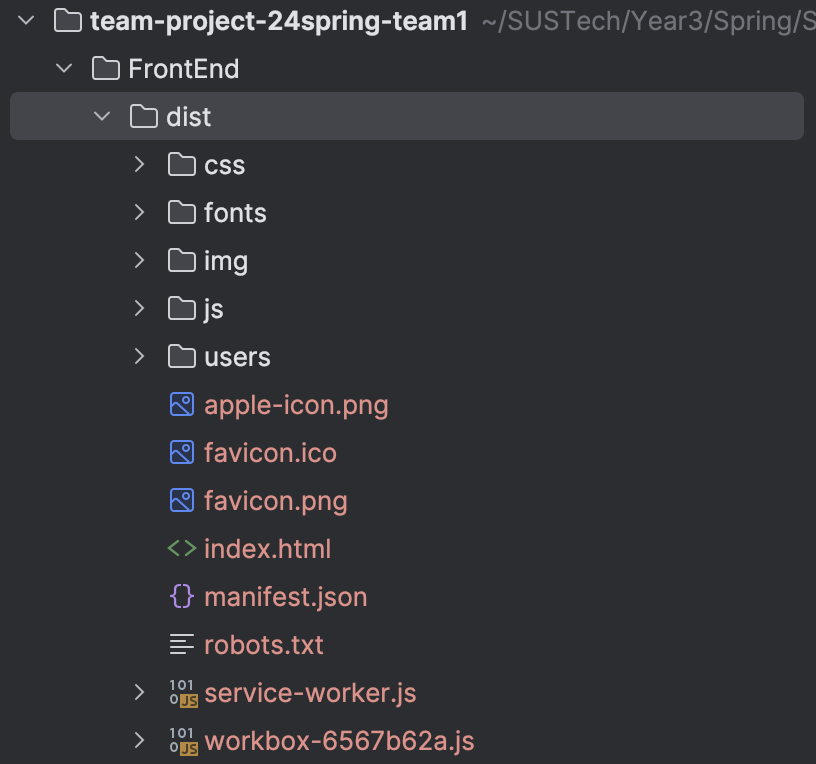 team-project-24spring-team1 ~/SUSTech/Year3/Spring/S
FrontEnd
dist
css
fonts
img
js
users
apple-icon.png
favicon.ico
favicon.png
index.html
manifest.json
robots.txt
service-worker.js
workbox-6567b62a.js